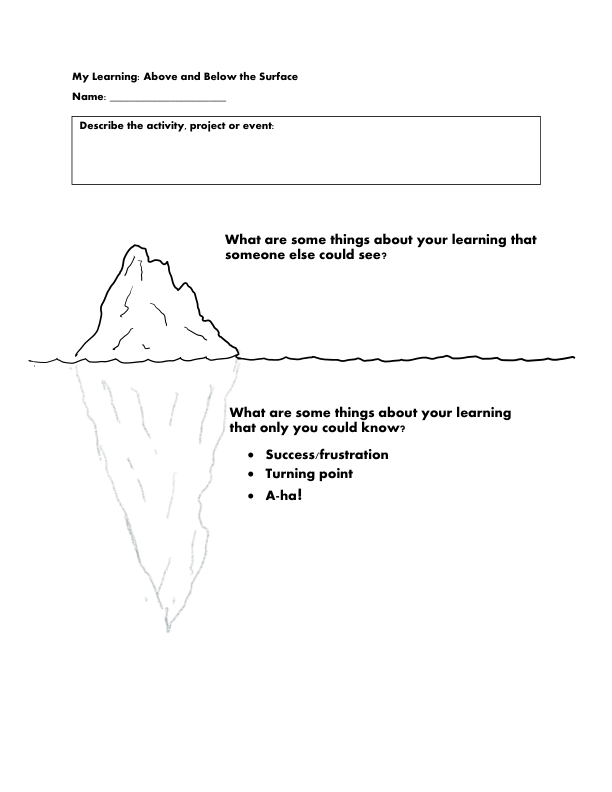 My Learning: Above and Below the Surface
Name: ______________________
Describe the activity, project or event:
What are some things about your learning that
someone else could see?
What are some things about your learning
that only you could know?
• Success/frustration
• Turning point
• A-ha!